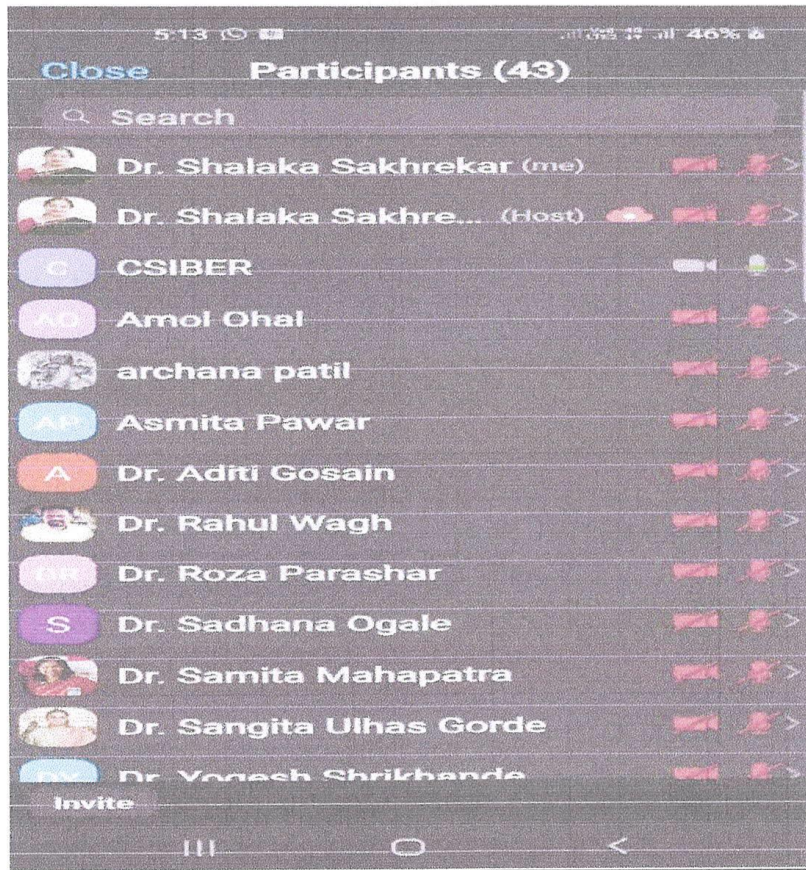 5:13 46%
Close Participants (43)
Search
Dr. Shalaka Sakhrekar (me)
Dr. Shalaka Sakhre... (Host)
C CSIBER
AO Amol Ohal
archana patil
AP Asmita Pawar
A Dr. Aditi Gosain
Dr. Rahul Wagh
DR Dr. Roza Parashar
S Dr. Sadhana Ogale
Dr. Samita Mahapatra
Dr. Sangita Ulhas Gorde
DY Dr. Yogesh Shrikhande
Invite